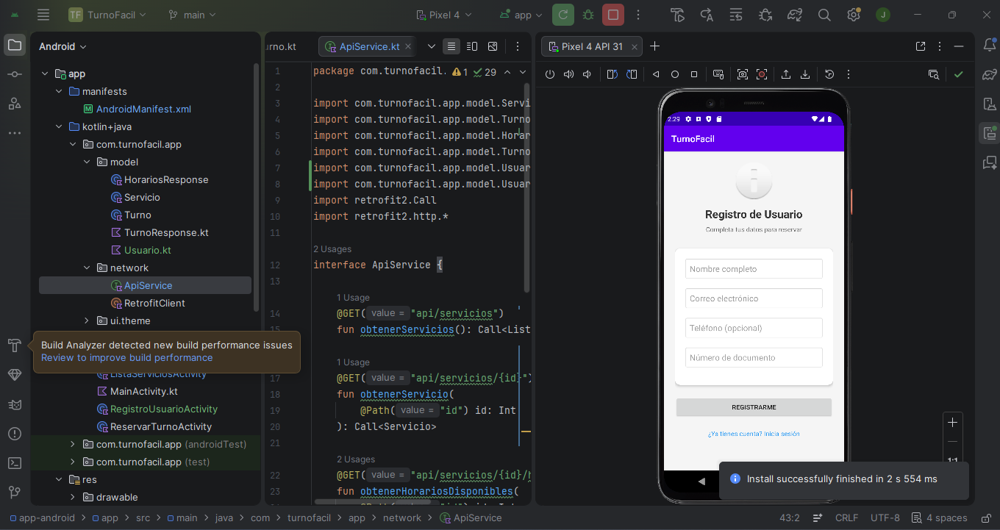 TF TurnoFacil
main
Pixel 4
app
J
Android
app
manifests
AndroidManifest.xml
kotlin+java
com.turnofacil.app
model
HorariosResponse
Servicio
Turno
TurnoResponse.kt
Usuario.kt
network
ApiService
RetrofitClient
ui.theme
Build Analyzer detected new build performance issues
Review to improve build performance
ListaServiciosActivity
MainActivity.kt
RegistroUsuarioActivity
ReservarTurnoActivity
com.turnofacil.app (androidTest)
com.turnofacil.app (test)
res
drawable
urno.kt
ApiService.kt
1 package com.turnofacil.
1 29
2
3 import com.turnofacil.app.model.Servi
4 import com.turnofacil.app.model.Turno
5 import com.turnofacil.app.model.Horar
6 import com.turnofacil.app.model.Turno
7 import com.turnofacil.app.model.Usuar
8 import com.turnofacil.app.model.Usuar
9 import retrofit2.Call
10 import retrofit2.http.*
11
2 Usages
12 interface ApiService {
13
1 Usage
14 @GET( value = "api/servicios")
15 fun obtenerServicios(): Call<List
1 Usage
17 @GET( value = "api/servicios/{id}")
18 fun obtenerServicio(
19 @Path( value = "id") id: Int
20 ): Call<Servicio>
21
2 Usages
22 @GET( value = "api/servicios/{id}/h
23 fun obtenerHorariosDisponibles(
Pixel 4 API 31
2:29
TurnoFacil
Registro de Usuario
Completa tus datos para reservar
Nombre completo
Correo electrónico
Teléfono (opcional)
Número de documento
REGISTRARME
¿Ya tienes cuenta? Inicia sesión
1:1
Install successfully finished in 2 s 554 ms
app-android > app > src > main > java > com > turnofacil > app > network > ApiService
43:2
CRLF
UTF-8
4 spaces